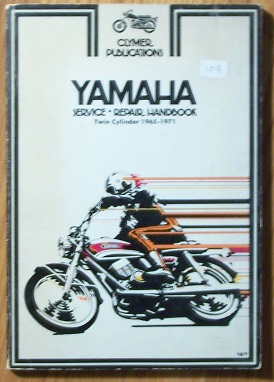 CLYMER
PUBLICATIONS
YAMAHA
SERVICE • REPAIR HANDBOOK
Twin Cylinder 1965-1971